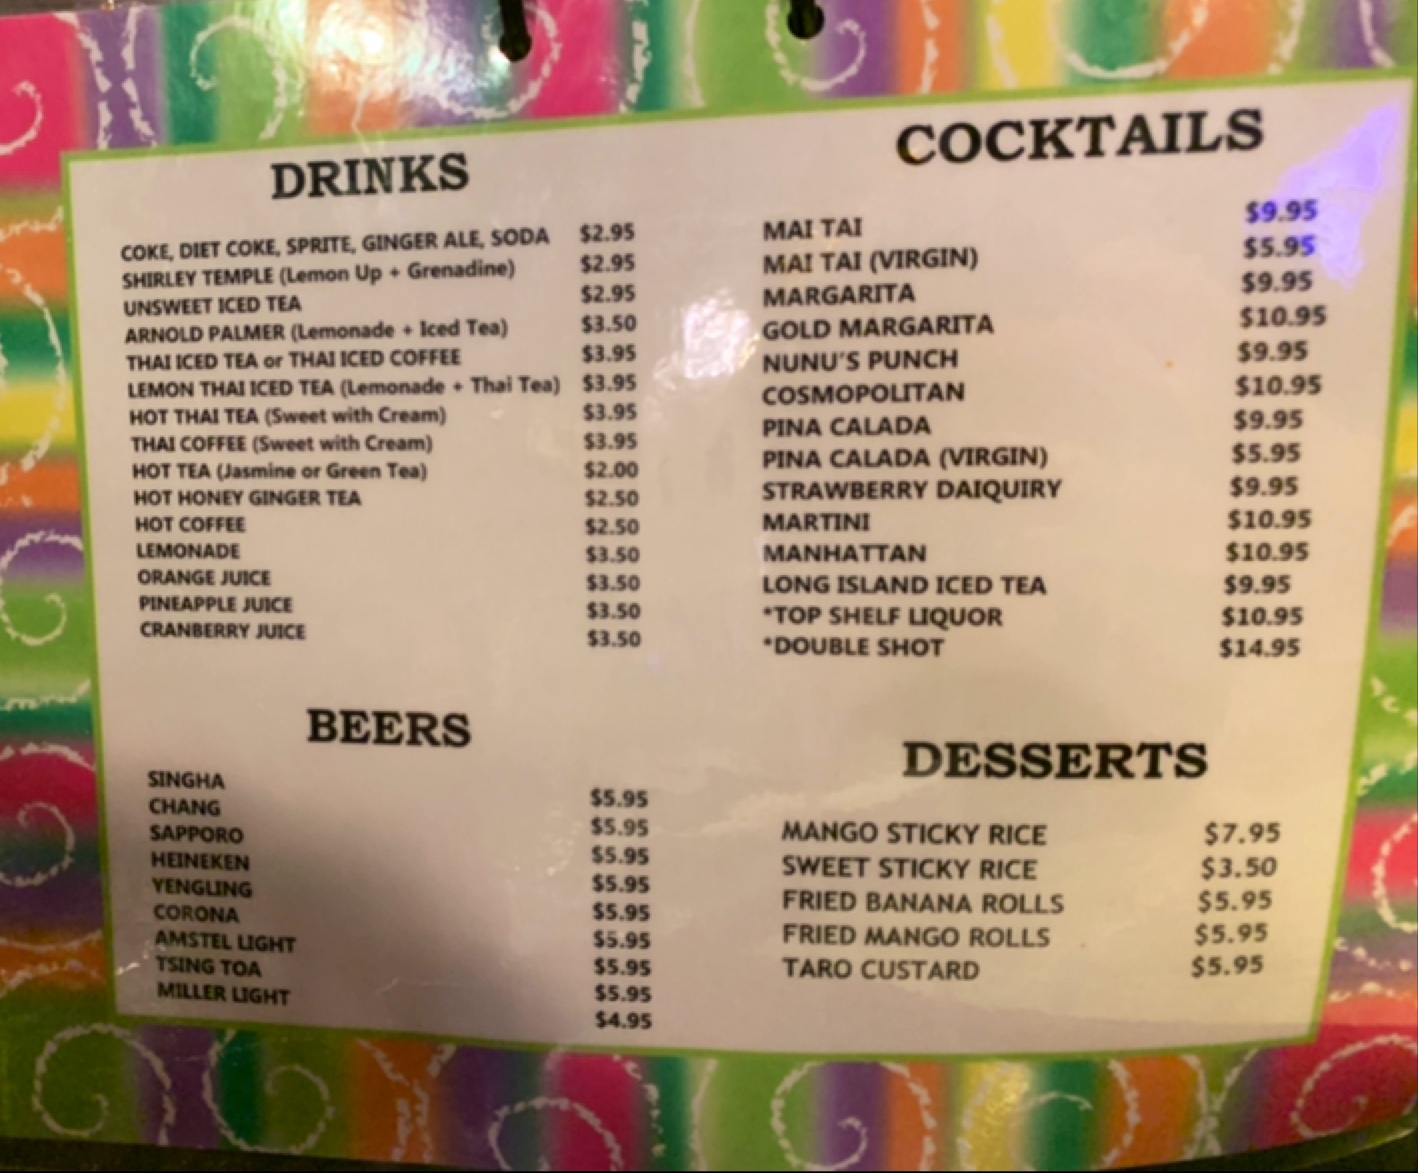 DRINKS
COKE, DIET COKE, SPRITE, GINGER ALE, SODA $2.95
SHIRLEY TEMPLE (Lemon Up + Grenadine) $2.95
UNSWEET ICED TEA $2.95
ARNOLD PALMER (Lemonade + Iced Tea) $3.50
THAI ICED TEA or THAI ICED COFFEE $3.95
LEMON THAI ICED TEA (Lemonade + Thai Tea) $3.95
HOT THAI TEA (Sweet with Cream) $3.95
THAI COFFEE (Sweet with Cream) $3.95
HOT TEA (Jasmine or Green Tea) $2.00
HOT HONEY GINGER TEA $2.50
HOT COFFEE $2.50
LEMONADE $3.50
ORANGE JUICE $3.50
PINEAPPLE JUICE $3.50
CRANBERRY JUICE $3.50
BEERS
SINGHA $5.95
CHANG $5.95
SAPPORO $5.95
HEINEKEN $5.95
YENGLING $5.95
CORONA $5.95
AMSTEL LIGHT $5.95
TSING TOA $5.95
MILLER LIGHT $4.95
COCKTAILS
MAI TAI $9.95
MAI TAI (VIRGIN) $5.95
MARGARITA $9.95
GOLD MARGARITA $10.95
NUNU'S PUNCH $9.95
COSMOPOLITAN $10.95
PINA CALADA $9.95
PINA CALADA (VIRGIN) $5.95
STRAWBERRY DAIQUIRY $9.95
MARTINI $10.95
MANHATTAN $10.95
LONG ISLAND ICED TEA $9.95
*TOP SHELF LIQUOR $10.95
*DOUBLE SHOT $14.95
DESSERTS
MANGO STICKY RICE $7.95
SWEET STICKY RICE $3.50
FRIED BANANA ROLLS $5.95
FRIED MANGO ROLLS $5.95
TARO CUSTARD $5.95